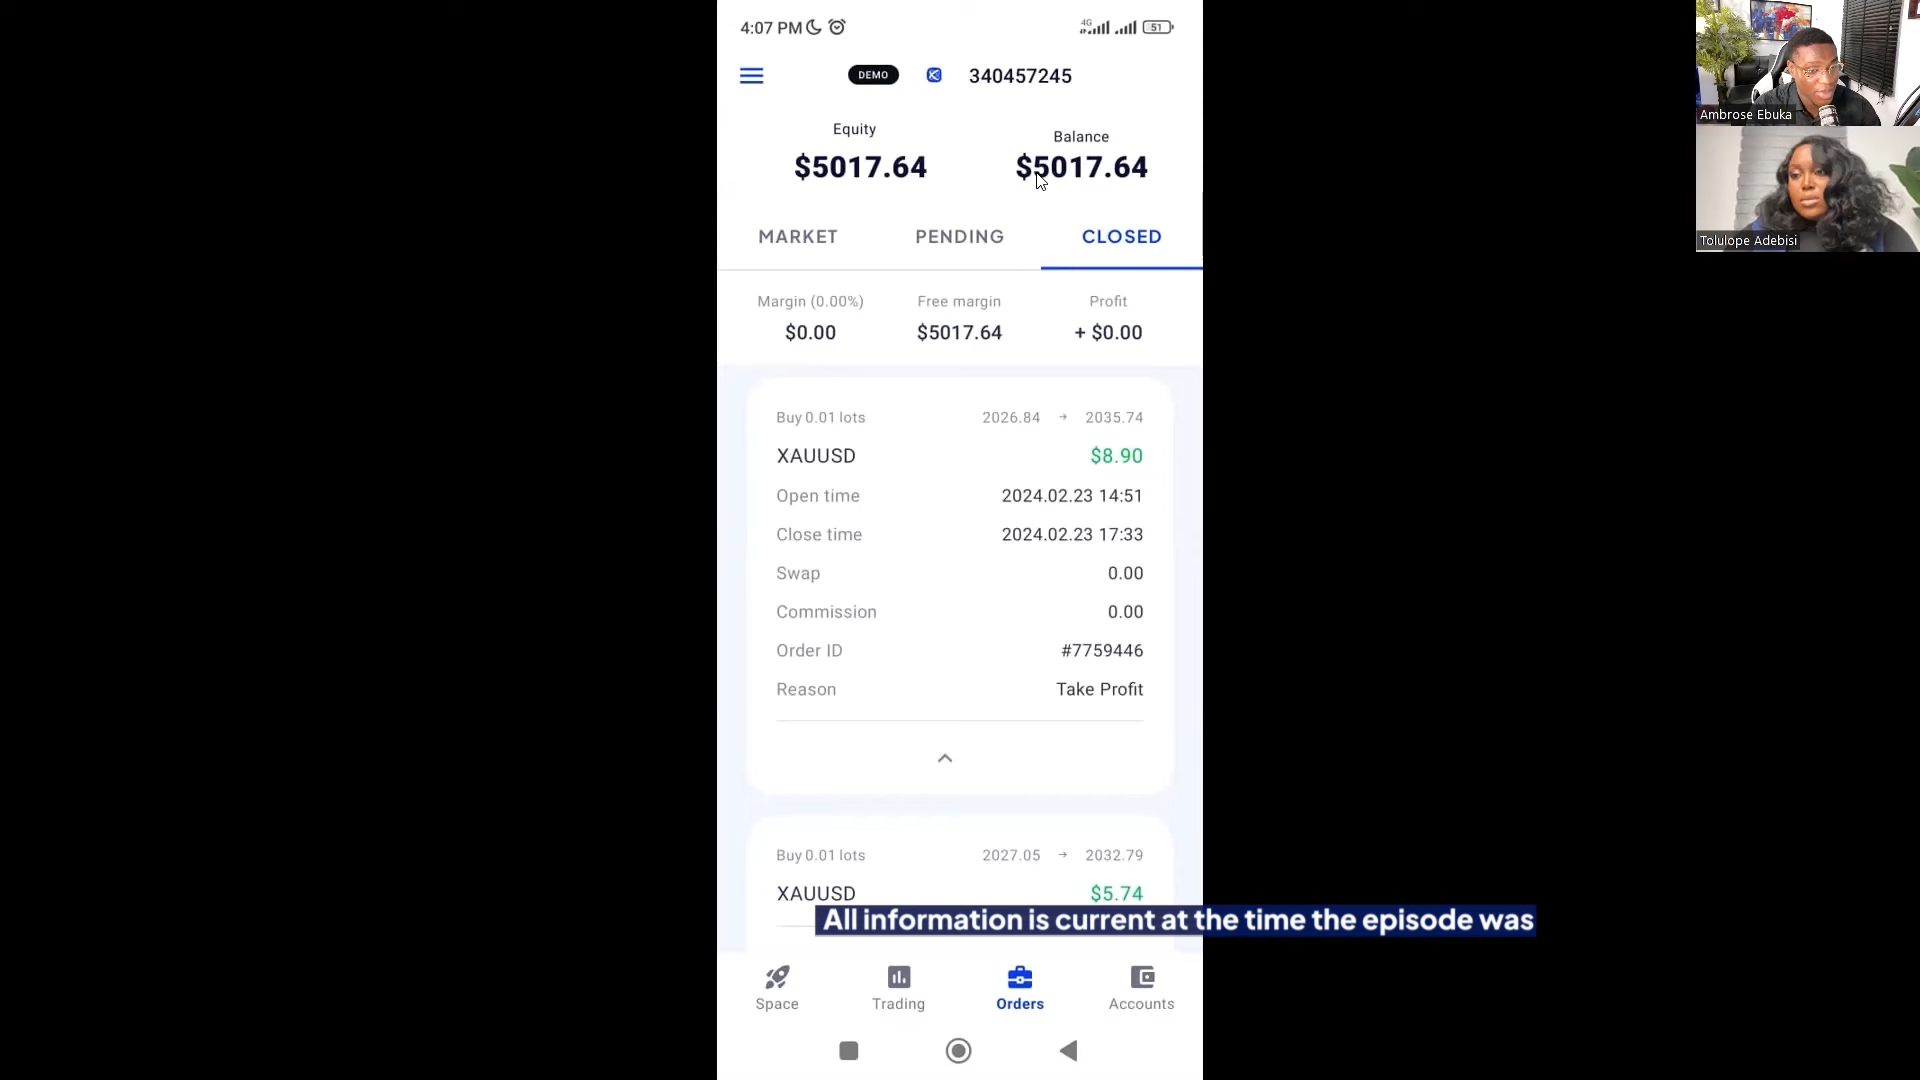 4:07 PM
4G
51
DEMO
340457245
Equity
Balance
$5017.64
$5017.64
MARKET
PENDING
CLOSED
Margin (0.00%)
Free margin
Profit
$0.00
$5017.64
+ $0.00
Buy 0.01 lots
2026.84 → 2035.74
XAUUSD
$8.90
Open time
2024.02.23 14:51
Close time
2024.02.23 17:33
Swap
0.00
Commission
0.00
Order ID
#7759446
Reason
Take Profit
Buy 0.01 lots
2027.05 → 2032.79
XAUUSD
$5.74
All information is current at the time the episode was
Space
Trading
Orders
Accounts
Ambrose Ebuka
Tolulope Adebisi